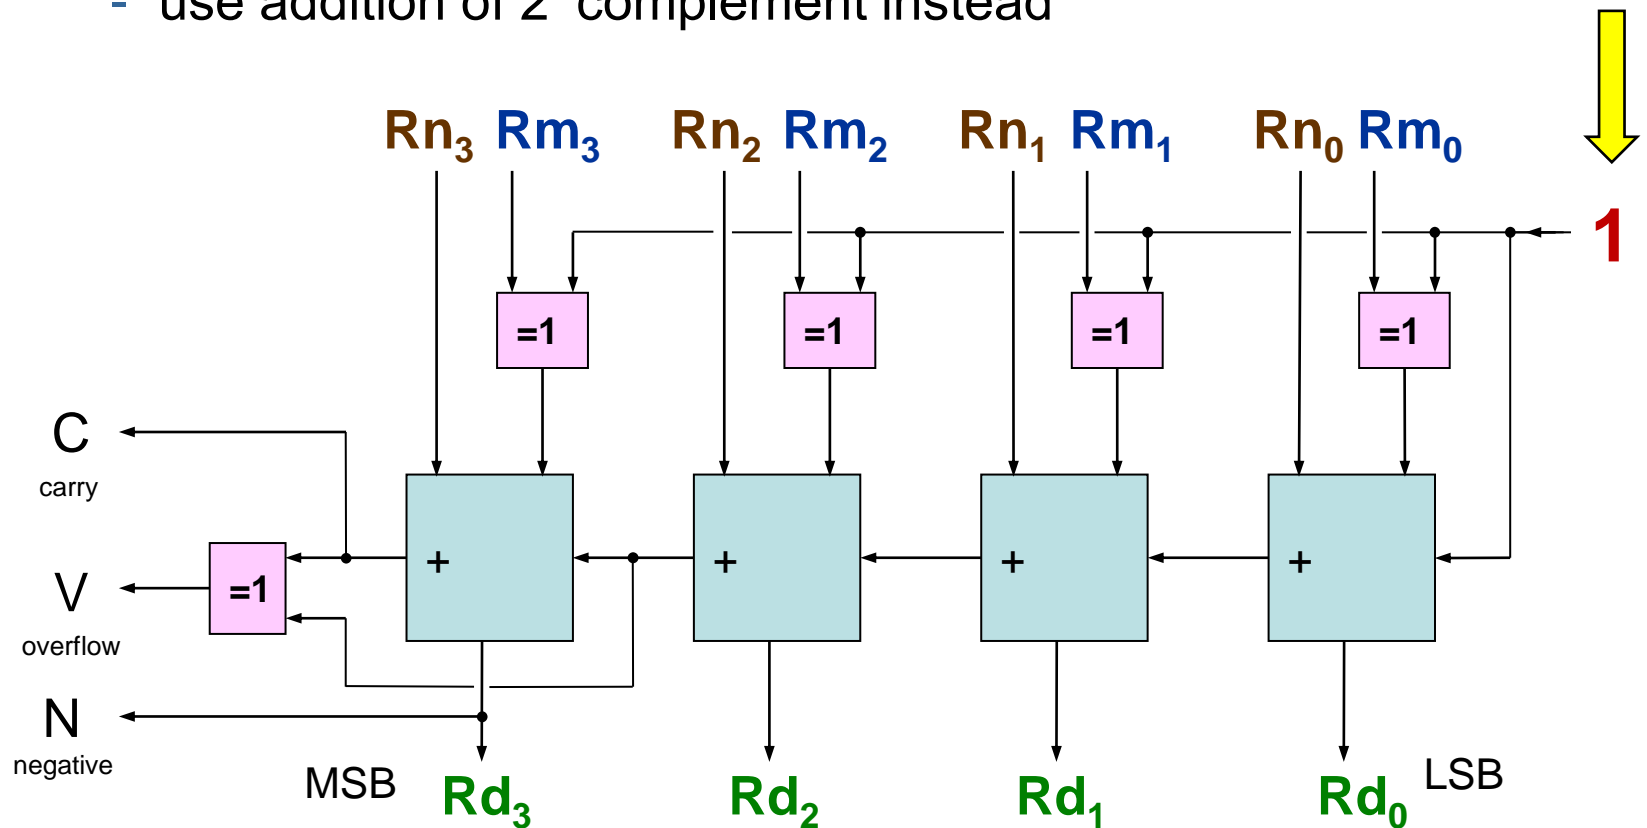 - use addition of 2' complement instead
Rn3 Rm3 Rn2 Rm2 Rn1 Rm1 Rn0 Rm0
1
=1 =1 =1 =1
C
carry
+ + + +
V =1
overflow
N
negative
MSB Rd3 Rd2 Rd1 Rd0 LSB